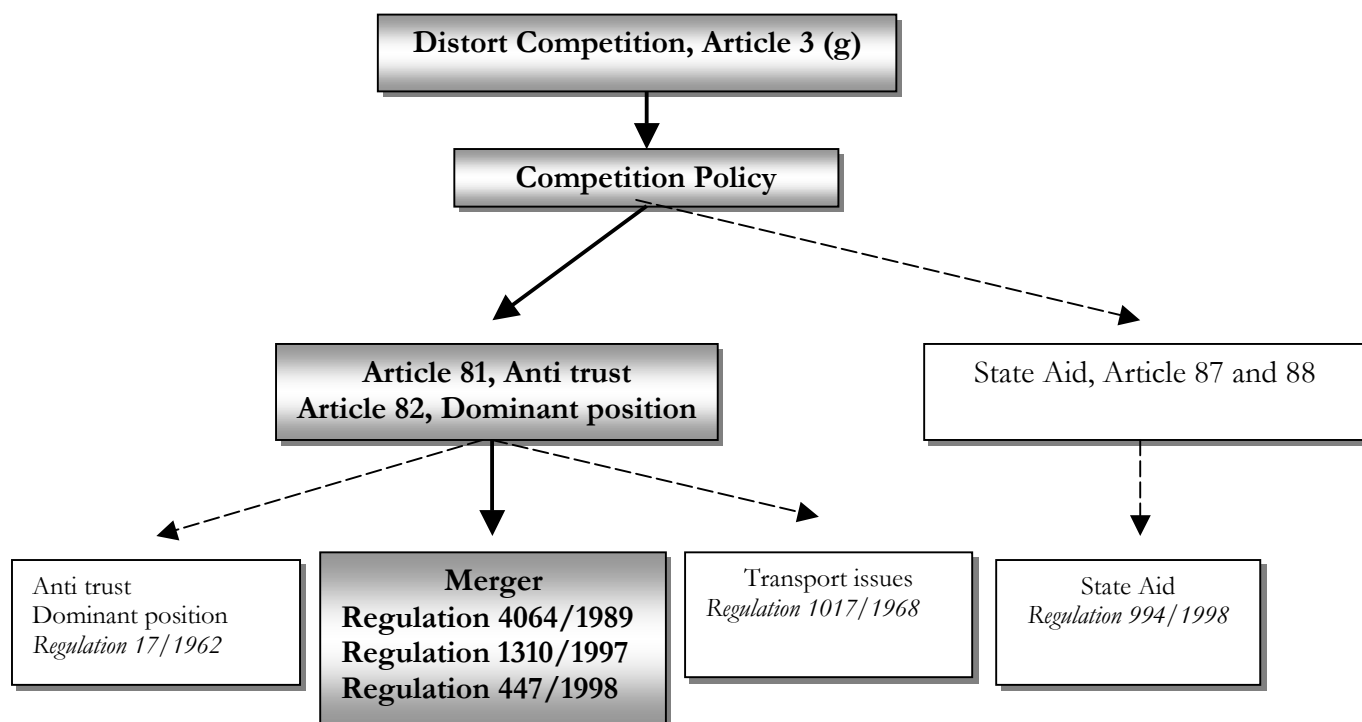 Distort Competition, Article 3 (g)
Competition Policy
Article 81, Anti trust
Article 82, Dominant position
State Aid, Article 87 and 88
Anti trust
Dominant position
Regulation 17/1962
Merger
Regulation 4064/1989
Regulation 1310/1997
Regulation 447/1998
Transport issues
Regulation 1017/1968
State Aid
Regulation 994/1998